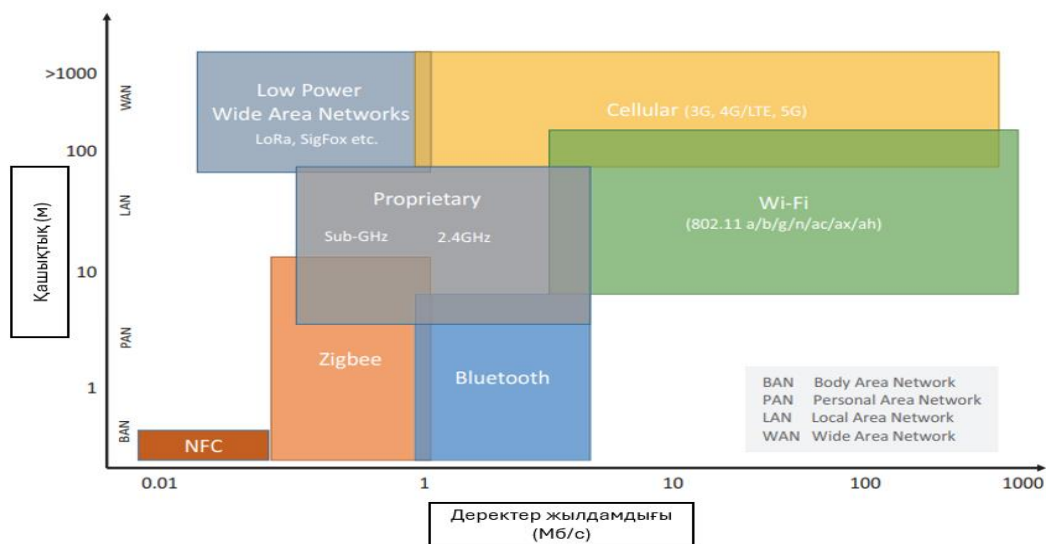 >1000
100
10
1
WAN
LAN
PAN
BAN
Қашықтық (м)
Low Power
Wide Area Networks
LoRa, SigFox etc.
Cellular (3G, 4G/LTE, 5G)
Proprietary
Sub-GHz 2.4GHz
Wi-Fi
(802.11 a/b/g/n/ac/ax/ah)
Zigbee
Bluetooth
NFC
BAN Body Area Network
PAN Personal Area Network
LAN Local Area Network
WAN Wide Area Network
0.01 1 10 100 1000
Деректер жылдамдығы
(Мб/с)